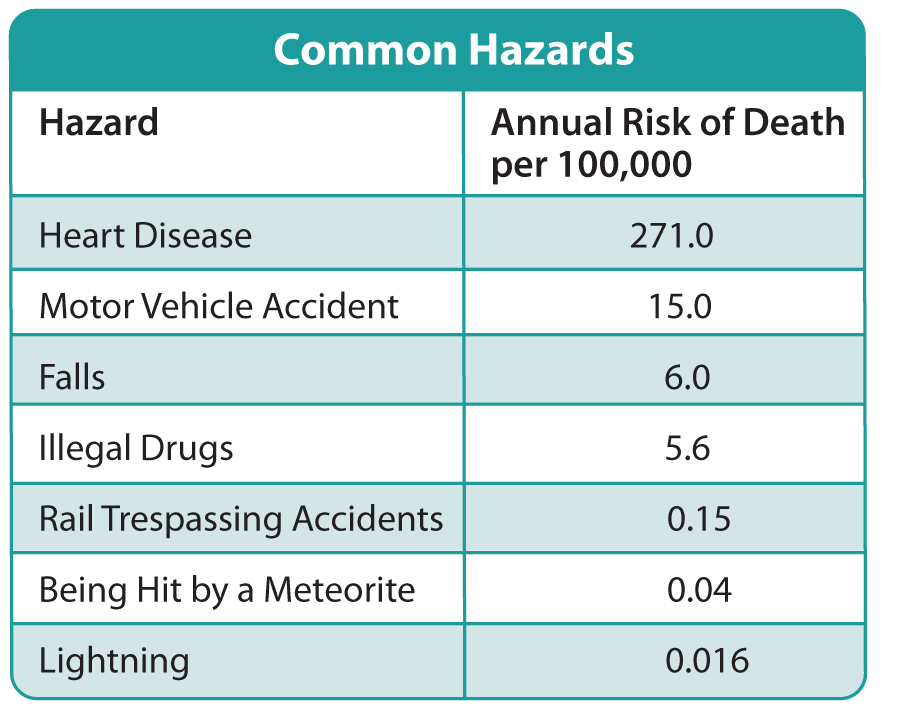 Common Hazards
Hazard
Annual Risk of Death
per 100,000
Heart Disease 271.0
Motor Vehicle Accident 15.0
Falls 6.0
Illegal Drugs 5.6
Rail Trespassing Accidents 0.15
Being Hit by a Meteorite 0.04
Lightning 0.016